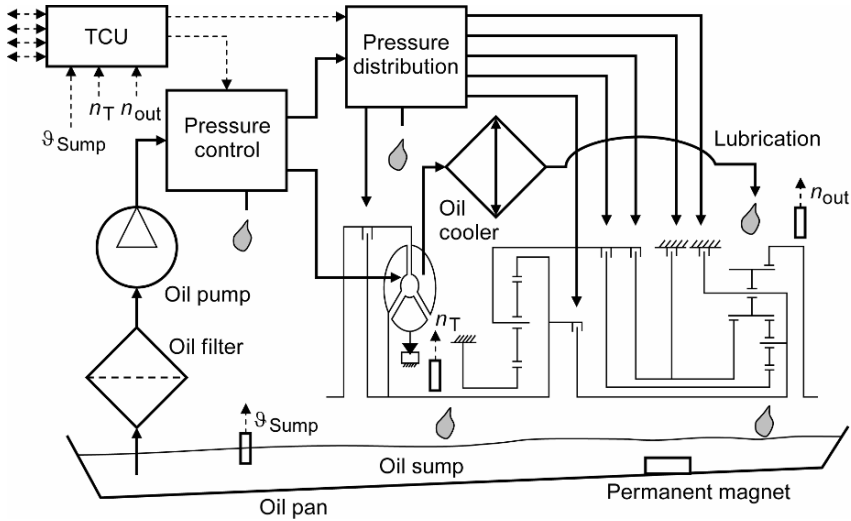 TCU
Pressure
distribution
ϑSump
nT
nout
Pressure
control
Lubrication
Oil
cooler
nout
Oil pump
nT
Oil filter
ϑSump
Oil sump
Permanent magnet
Oil pan